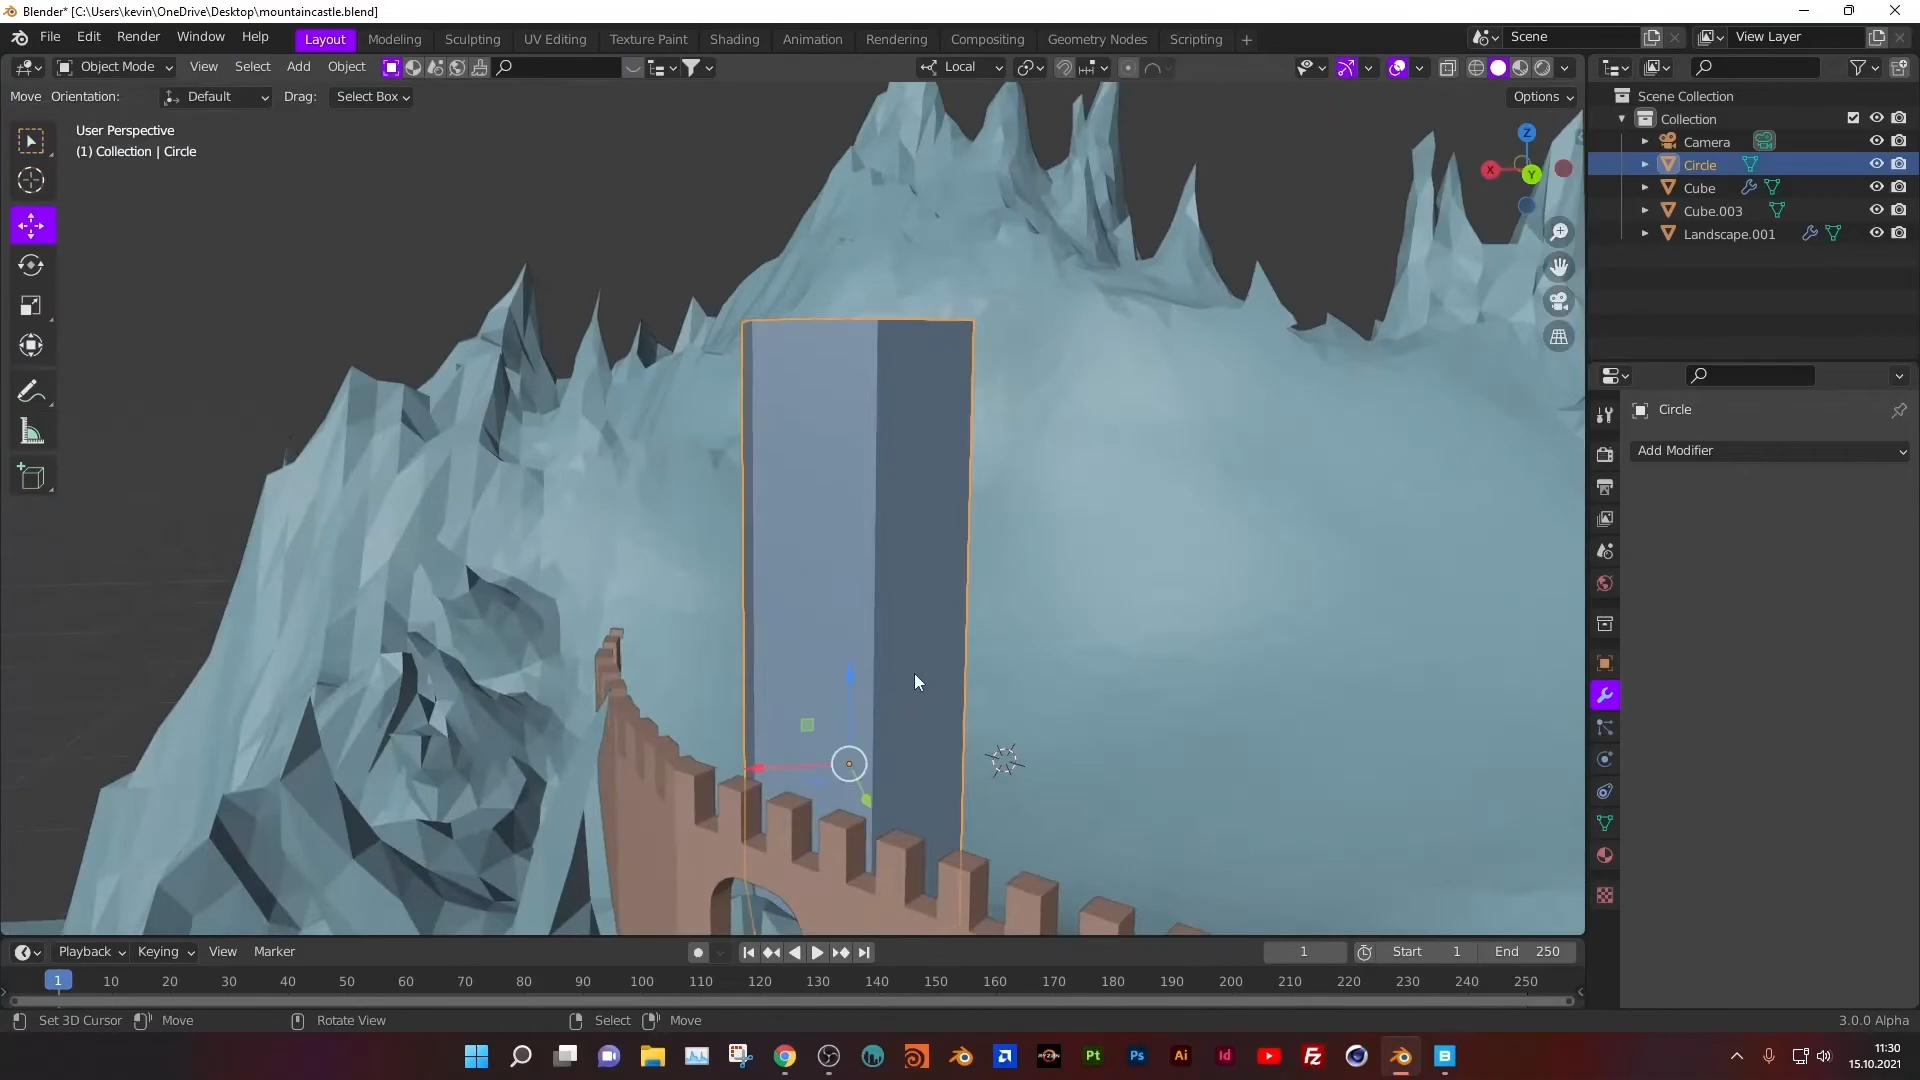 Blender* [C:\Users\kevin\OneDrive\Desktop\mountaincastle.blend]
File Edit Render Window Help Layout Modeling Sculpting UV Editing Texture Paint Shading Animation Rendering Compositing Geometry Nodes Scripting + Scene View Layer
Object Mode View Select Add Object Local
Move Orientation: Default Drag: Select Box Options
User Perspective
(1) Collection | Circle
Z
X
Y
Scene Collection
Collection
Camera
Circle
Cube
Cube.003
Landscape.001
Circle
Add Modifier
Playback Keying View Marker 1 Start 1 End 250
1 10 20 30 40 50 60 70 80 90 100 110 120 130 140 150 160 170 180 190 200 210 220 230 240 250
Set 3D Cursor Move Rotate View Select Move 3.0.0 Alpha
Pt Ps Ai Id Fz B
11:30
15.10.2021